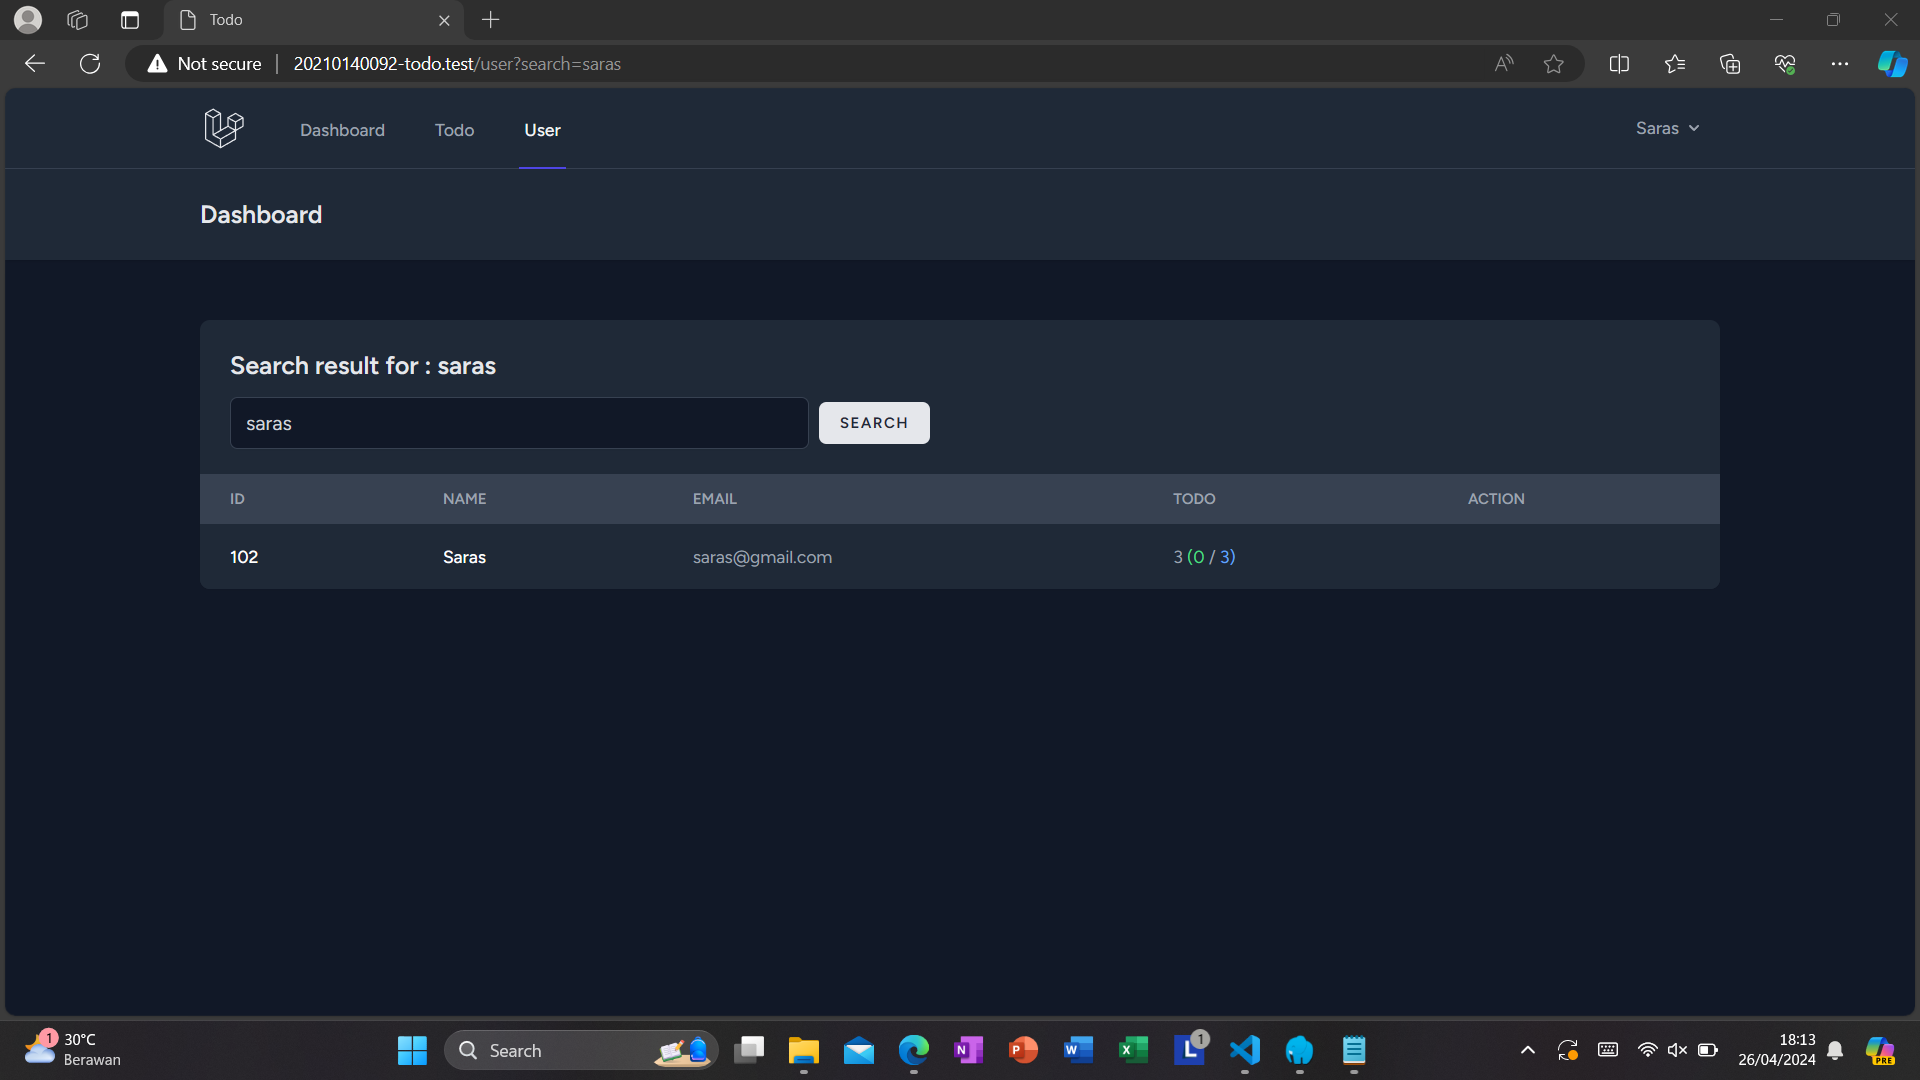 Todo
Not secure
20210140092-todo.test/user?search=saras
Dashboard
Todo
User
Saras
Dashboard
Search result for : saras
saras
SEARCH
ID NAME EMAIL TODO ACTION
102 Saras saras@gmail.com 3 (0 / 3)
1
30°C
Berawan
Search
N
P
W
X
L
1
18:13
26/04/2024
PRE